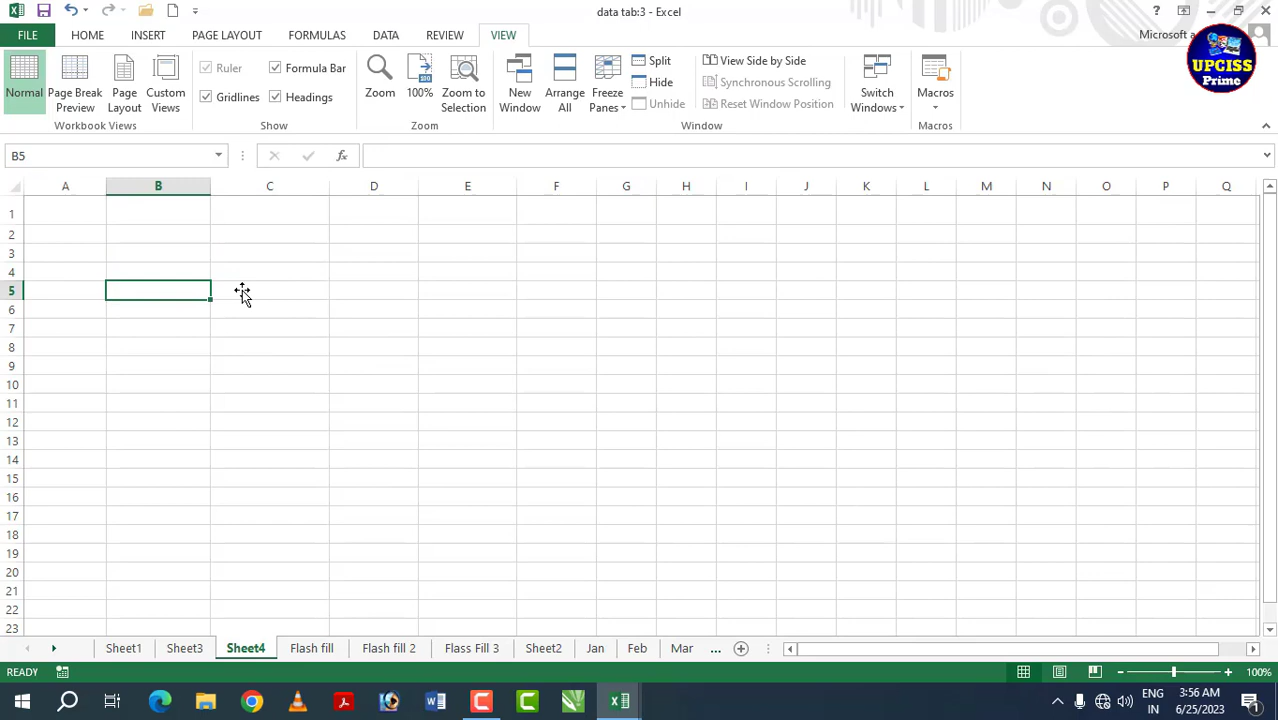 data tab:3 - Excel
?
FILE HOME INSERT PAGE LAYOUT FORMULAS DATA REVIEW VIEW
Microsoft a
UPCISS
Prime
Normal
Page Break
Preview
Page
Layout
Custom
Views
Workbook Views
Ruler
Formula Bar
Gridlines
Headings
Show
Zoom
100%
Zoom to
Selection
Zoom
New
Window
Arrange
All
Freeze
Panes
Split
Hide
Unhide
View Side by Side
Synchronous Scrolling
Reset Window Position
Switch
Windows
Window
Macros
Macros
B5
fx
A B C D E F G H I J K L M N O P Q
1
2
3
4
5
6
7
8
9
10
11
12
13
14
15
16
17
18
19
20
21
22
23
Sheet1 Sheet3 Sheet4 Flash fill Flash fill 2 Flass Fill 3 Sheet2 Jan Feb Mar ...
READY
100%
ENG
IN
3:56 AM
6/25/2023
1